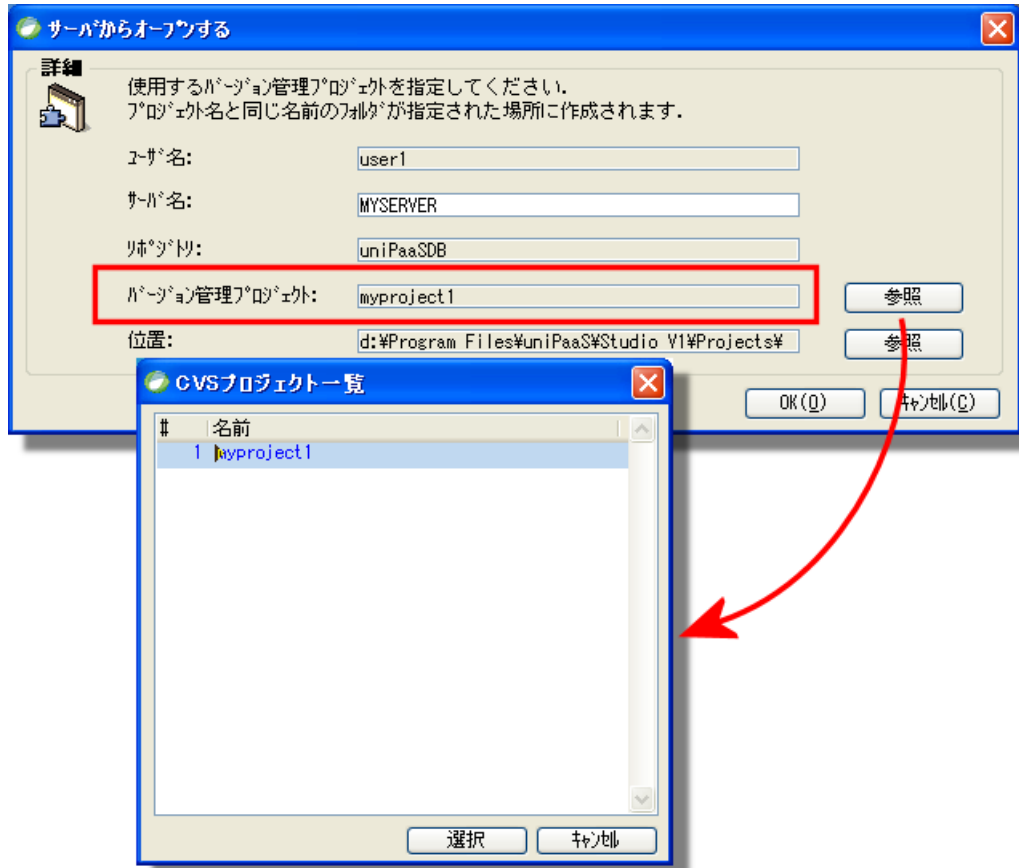 サーバからオープンする
詳細
使用するバージョン管理プロジェクトを指定してください.
プロジェクト名と同じ名前のフォルダが指定された場所に作成されます.
ユーザ名: user1
サーバ名: MYSERVER
リポジトリ: uniPaaSDB
バージョン管理プロジェクト: myproject1 参照
位置: d:¥Program Files¥uniPaaS¥Studio V1¥Projects¥ 参照
OK(O) キャンセル(C)
CVSプロジェクト一覧
# 名前
1 myproject1
選択 キャンセル